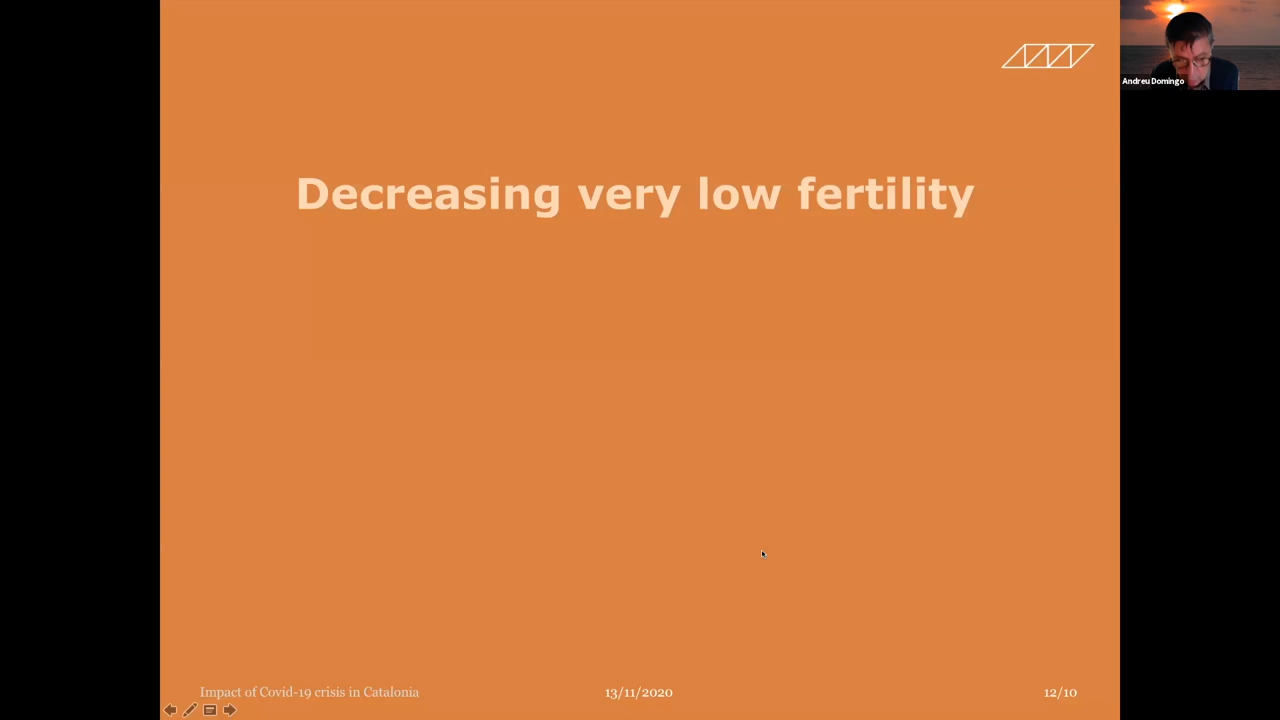 Andreu Domingo
Decreasing very low fertility
Impact of Covid-19 crisis in Catalonia
13/11/2020
12/10